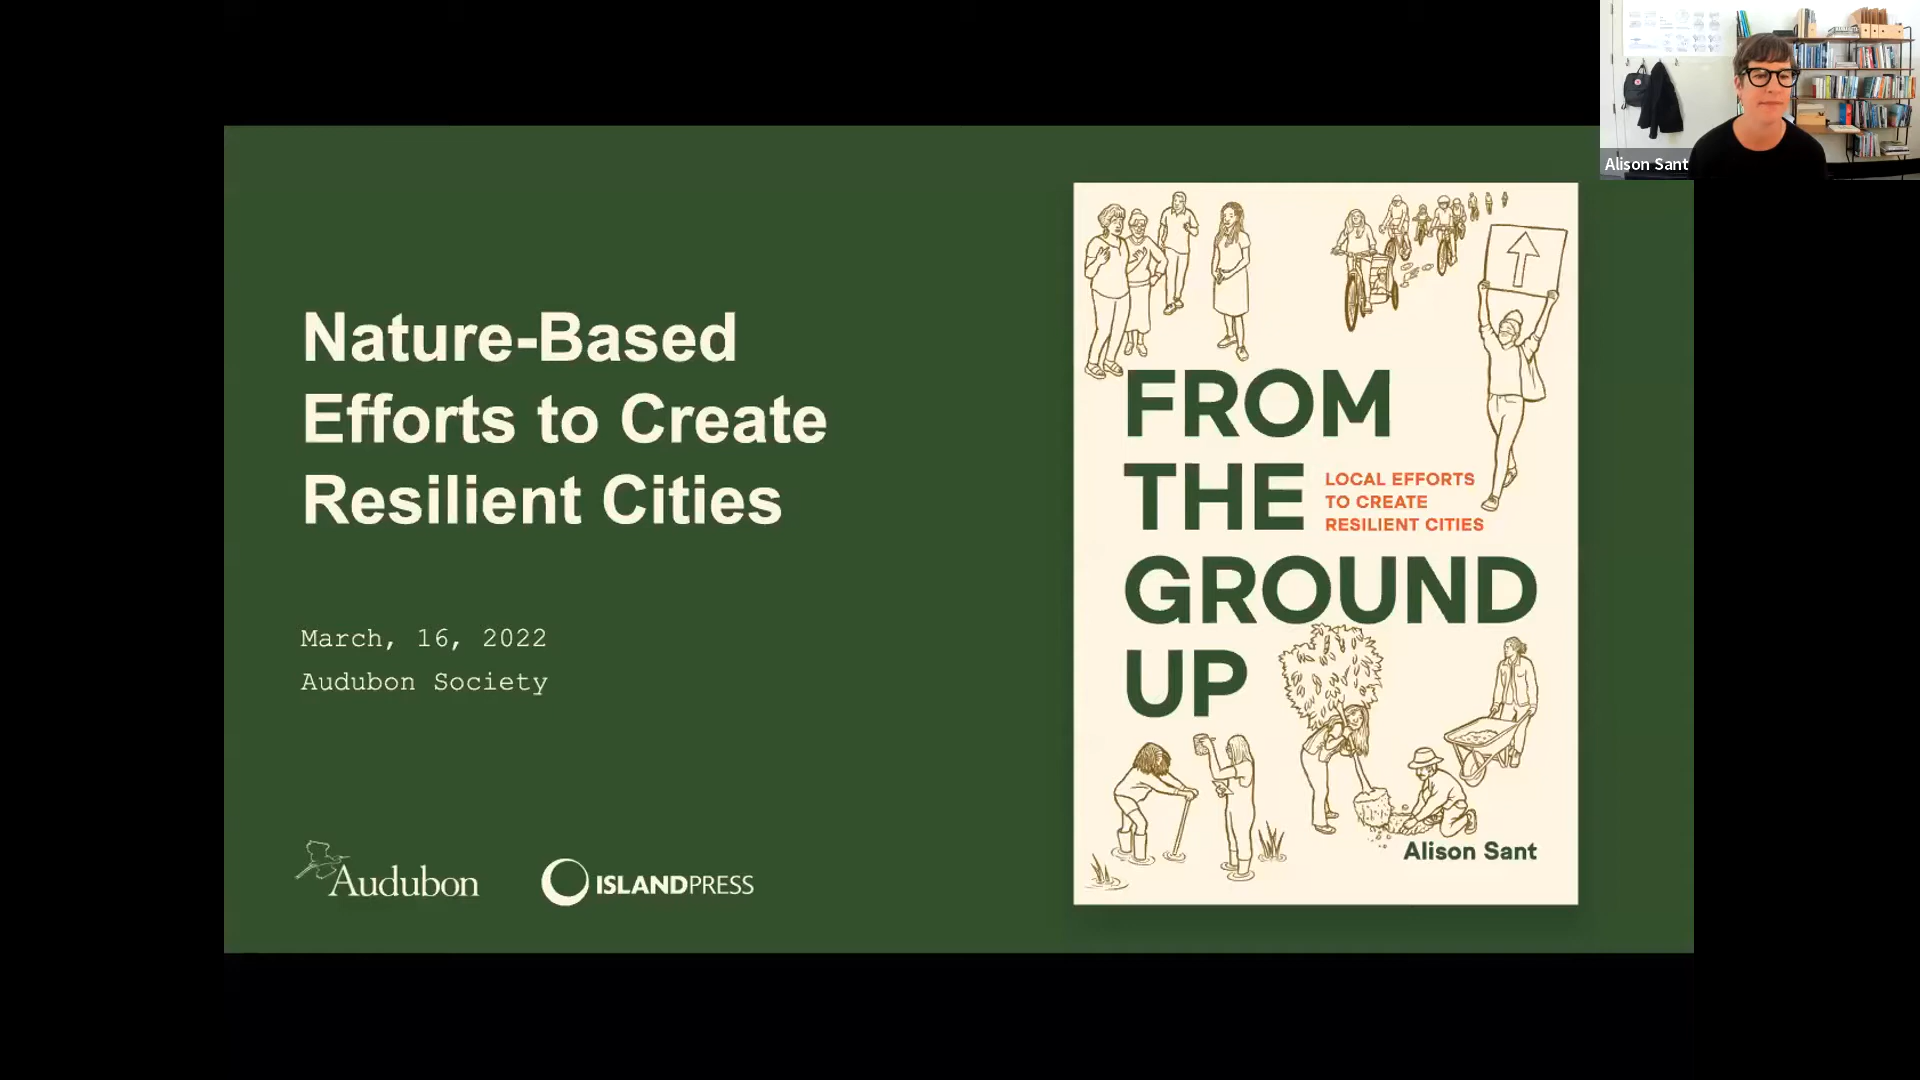 Alison Sant
Nature-Based
Efforts to Create
Resilient Cities
March, 16, 2022
Audubon Society
Audubon
ISLANDPRESS
FROM
THE
LOCAL EFFORTS
TO CREATE
RESILIENT CITIES
GROUND
UP
Alison Sant